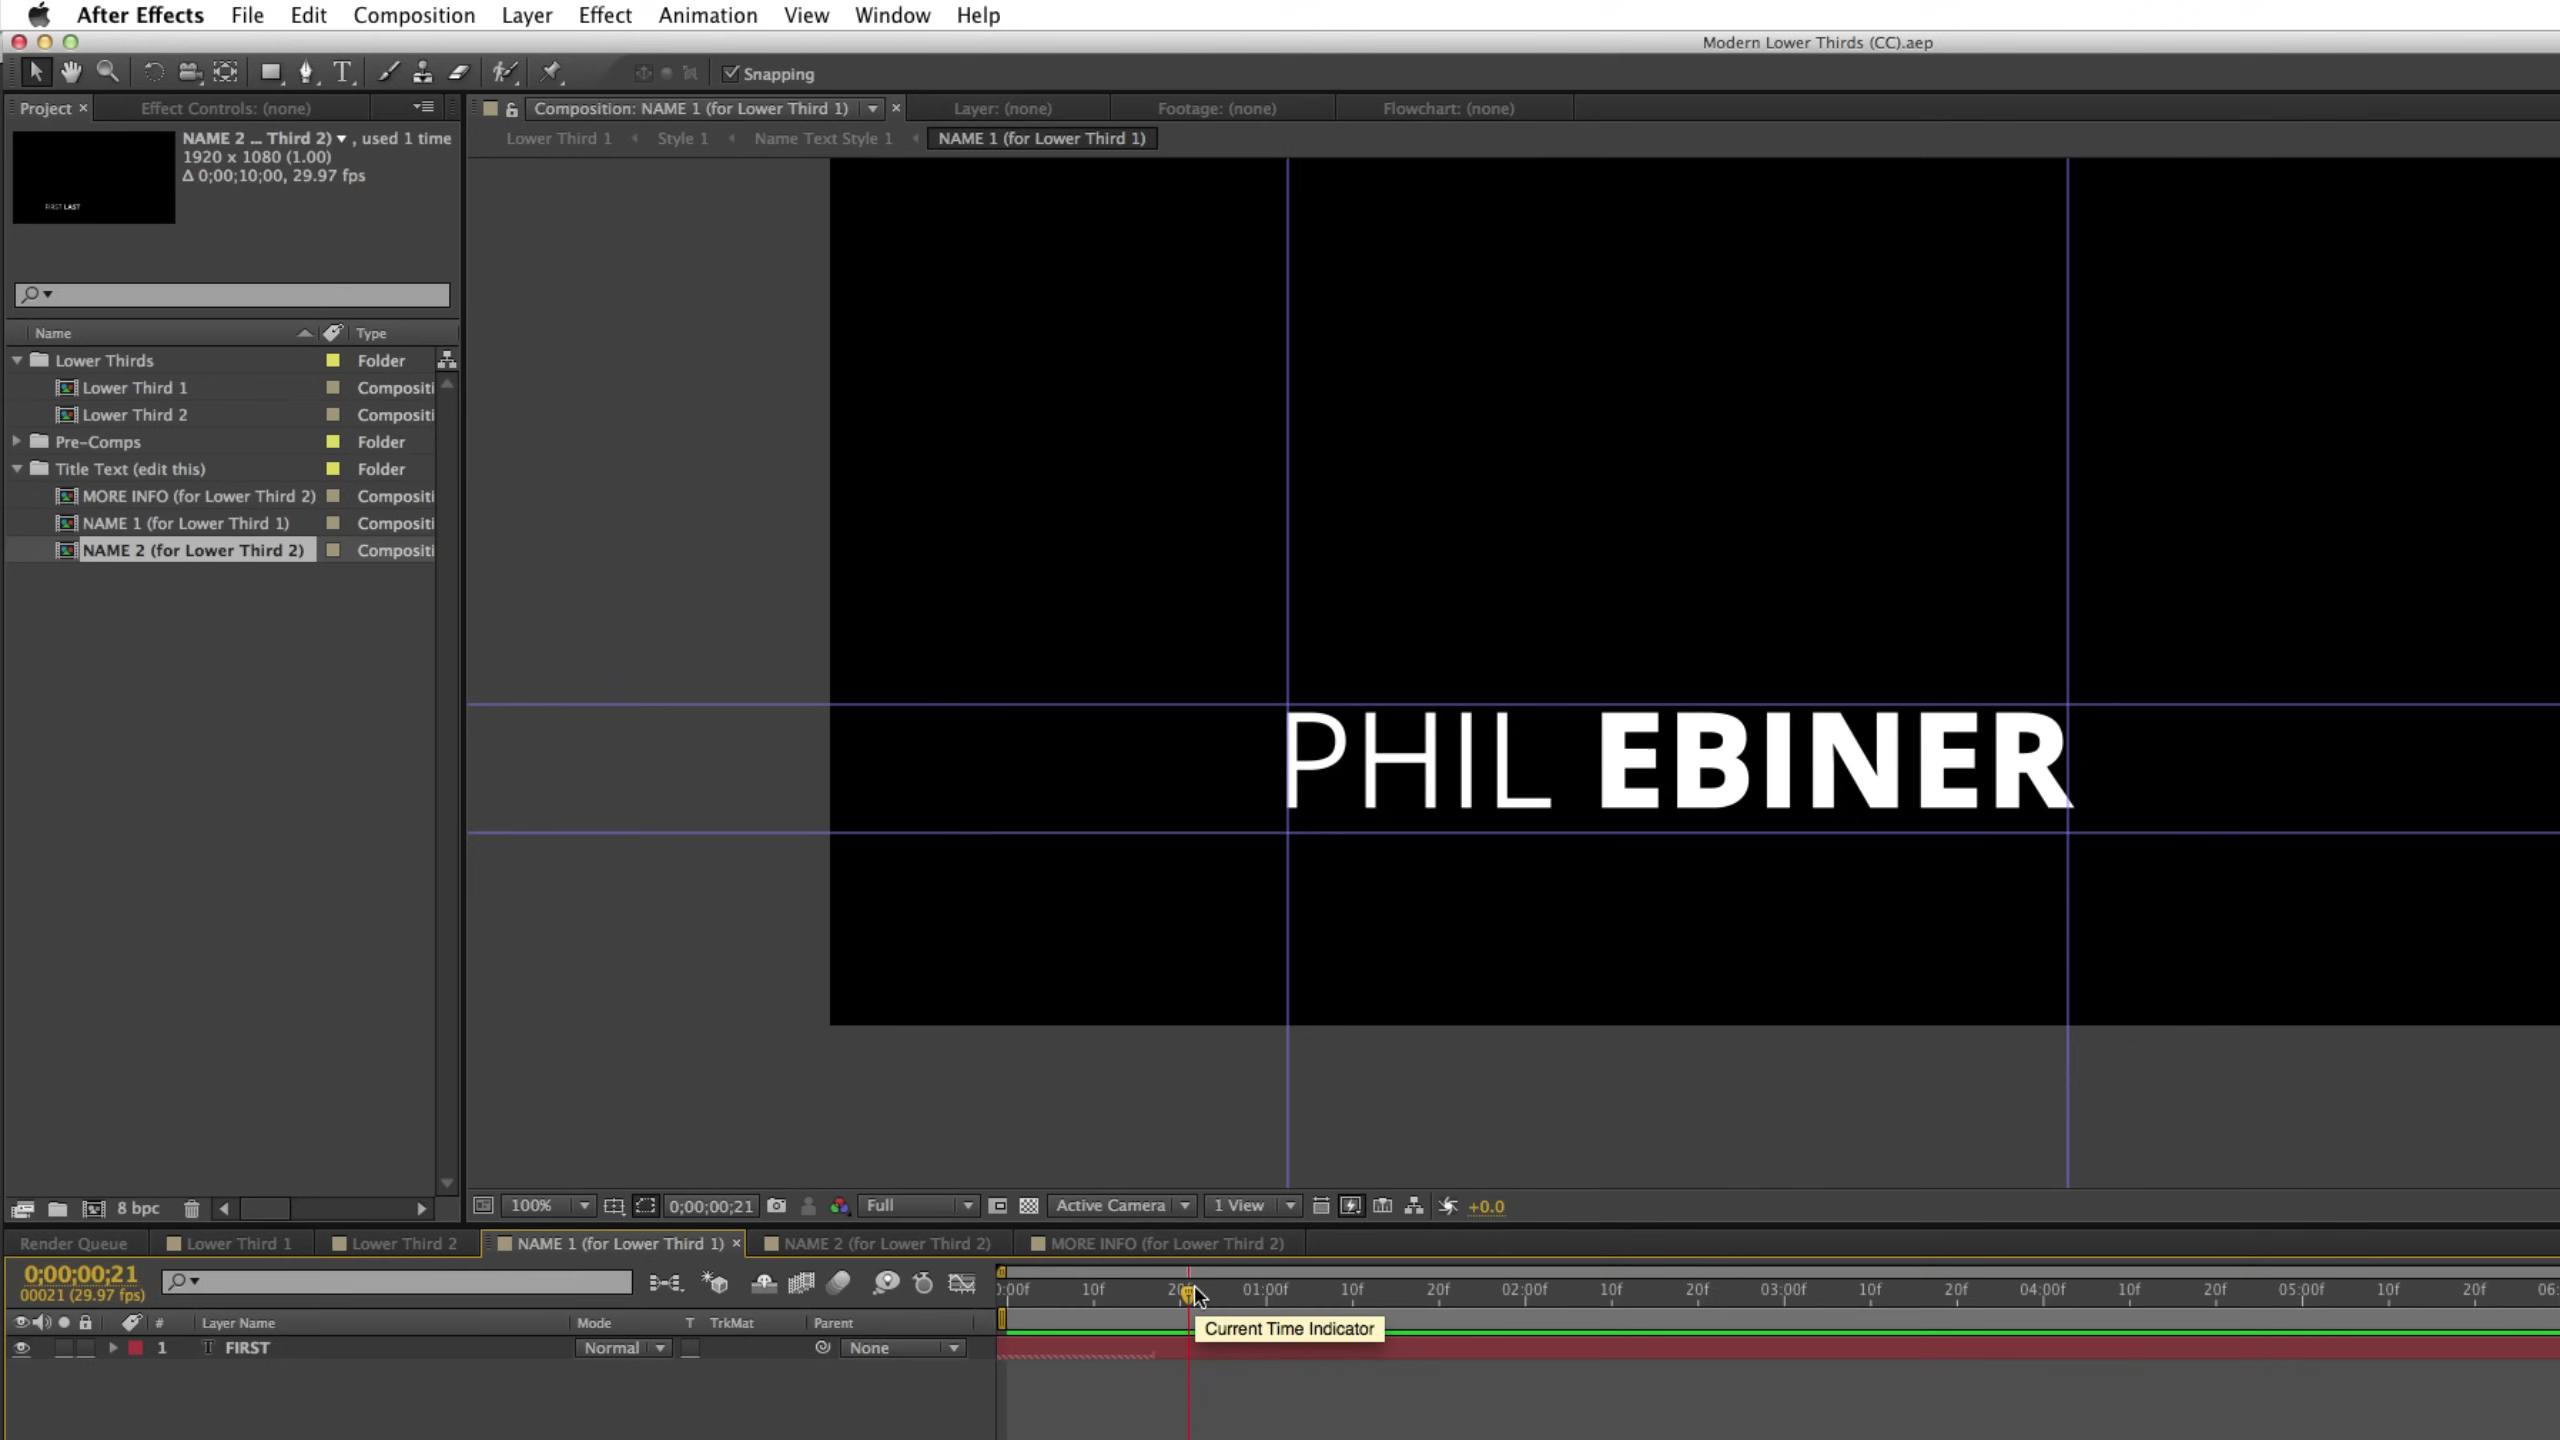 After Effects File Edit Composition Layer Effect Animation View Window Help
Modern Lower Thirds (CC).aep
Snapping
Project × Effect Controls: (none)
Composition: NAME 1 (for Lower Third 1) × Layer: (none) Footage: (none) Flowchart: (none)
Lower Third 1 Style 1 Name Text Style 1 NAME 1 (for Lower Third 1)
NAME 2 ... Third 2) , used 1 time
1920 x 1080 (1.00)
Δ 0;00;10;00, 29.97 fps
FIRST LAST
Name Type
Lower Thirds Folder
Lower Third 1 Compositi
Lower Third 2 Compositi
Pre-Comps Folder
Title Text (edit this) Folder
MORE INFO (for Lower Third 2) Compositi
NAME 1 (for Lower Third 1) Compositi
NAME 2 (for Lower Third 2) Compositi
PHIL EBINER
8 bpc
100% 0;00;00;21 Full Active Camera 1 View +0.0
Render Queue Lower Third 1 Lower Third 2 NAME 1 (for Lower Third 1) × NAME 2 (for Lower Third 2) MORE INFO (for Lower Third 2)
0;00;00;21
00021 (29.97 fps)
:00f 10f 01:00f 10f 20f 02:00f 10f 20f 03:00f 10f 20f 04:00f 10f 20f 05:00f 10f 20f 06:
# Layer Name Mode T TrkMat Parent
Current Time Indicator
1 T FIRST Normal None